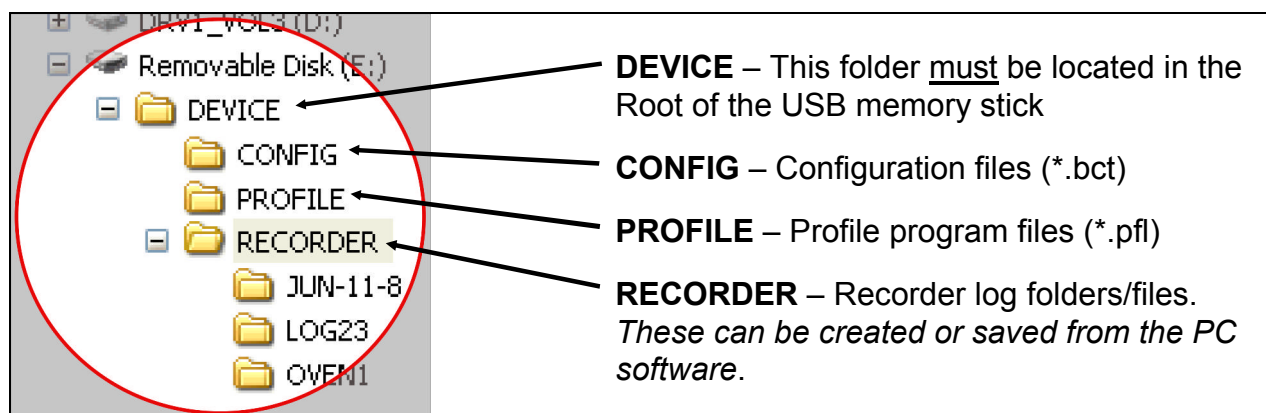 DRV1_VOL3 (D:)
Removable Disk (E:)
DEVICE
CONFIG
PROFILE
RECORDER
JUN-11-8
LOG23
OVEN1
DEVICE – This folder must be located in the
Root of the USB memory stick
CONFIG – Configuration files (*.bct)
PROFILE – Profile program files (*.pfl)
RECORDER – Recorder log folders/files.
These can be created or saved from the PC
software.